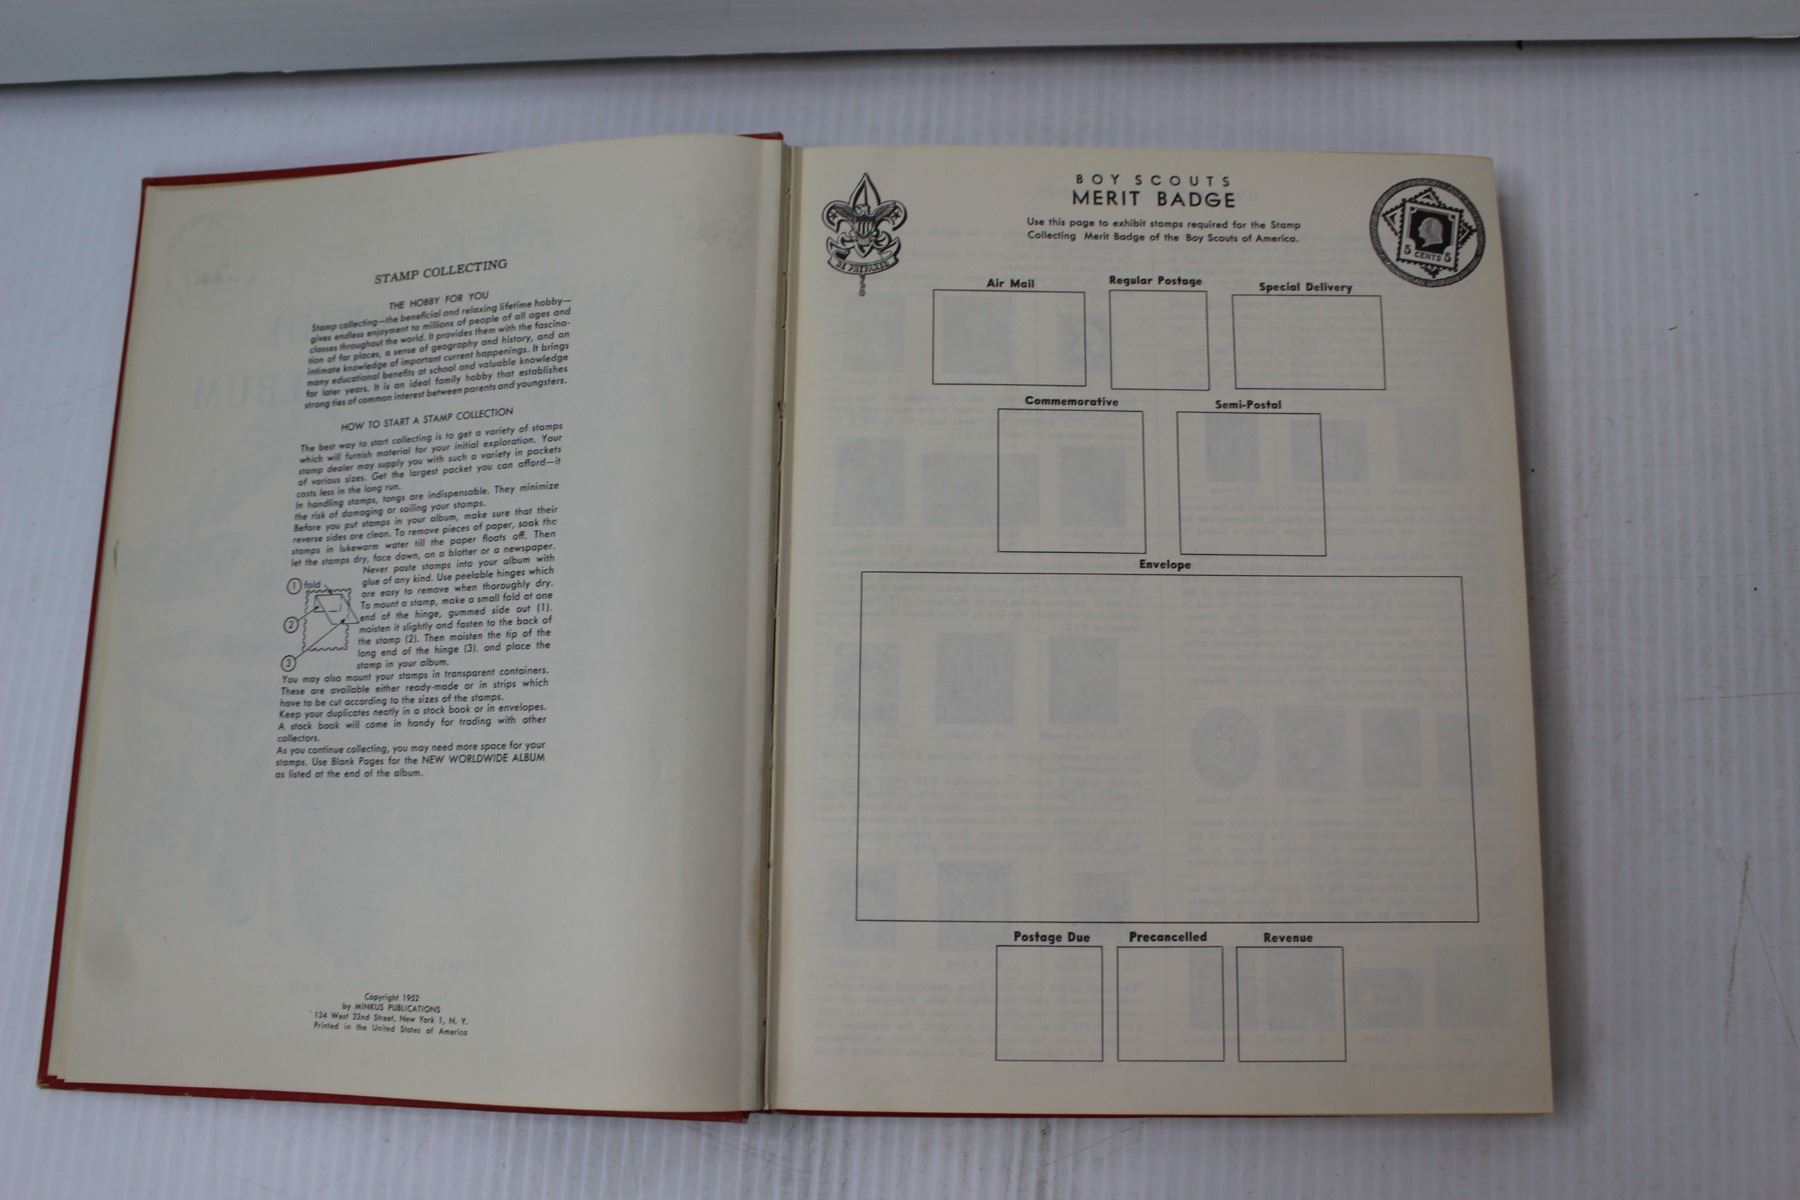 STAMP COLLECTING
THE HOBBY FOR YOU
Stamp collecting—the beneficial and relaxing lifetime hobby—
gives endless enjoyment to millions of people of all ages and
classes throughout the world. It provides them with the fascina-
tion of far places, a sense of geography and history, and an
intimate knowledge of important current happenings. It brings
many educational benefits at school and valuable knowledge
for later years. It is an ideal family hobby that establishes
strong ties of common interest between parents and youngsters.
HOW TO START A STAMP COLLECTION
The best way to start collecting is to get a variety of stamps
which will furnish material for your initial exploration. Your
stamp dealer may supply you with such a variety in packets
of various sizes. Get the largest packet you can afford—it
costs less in the long run.
In handling stamps, tongs are indispensable. They minimize
the risk of damaging or soiling your stamps.
Before you put stamps in your album, make sure that their
reverse sides are clean. To remove pieces of paper, soak the
stamps in lukewarm water till the paper floats off. Then
let the stamps dry, face down, on a blotter or a newspaper.
Never paste stamps into your album with
glue of any kind. Use peelable hinges which
are easy to remove when thoroughly dry.
To mount a stamp, make a small fold at one
end of the hinge, gummed side out (1).
moisten it slightly and fasten to the back of
the stamp (2). Then moisten the tip of the
long end of the hinge (3). and place the
stamp in your album.
1 fold
2
3
You may also mount your stamps in transparent containers.
These are available either ready-made or in strips which
have to be cut according to the sizes of the stamps.
Keep your duplicates neatly in a stock book or in envelopes.
A stock book will come in handy for trading with other
collectors.
As you continue collecting, you may need more space for your
stamps. Use Blank Pages for the NEW WORLDWIDE ALBUM
as listed at the end of the album.
Copyright 1952
by MINKUS PUBLICATIONS
134 West 32nd Street, New York 1, N. Y.
Printed in the United States of America
BOY SCOUTS
MERIT BADGE
Use this page to exhibit stamps required for the Stamp
Collecting Merit Badge of the Boy Scouts of America.
BE PREPARED
5 CENTS 5
Air Mail
Regular Postage
Special Delivery
Commemorative
Semi-Postal
Envelope
Postage Due
Precancelled
Revenue